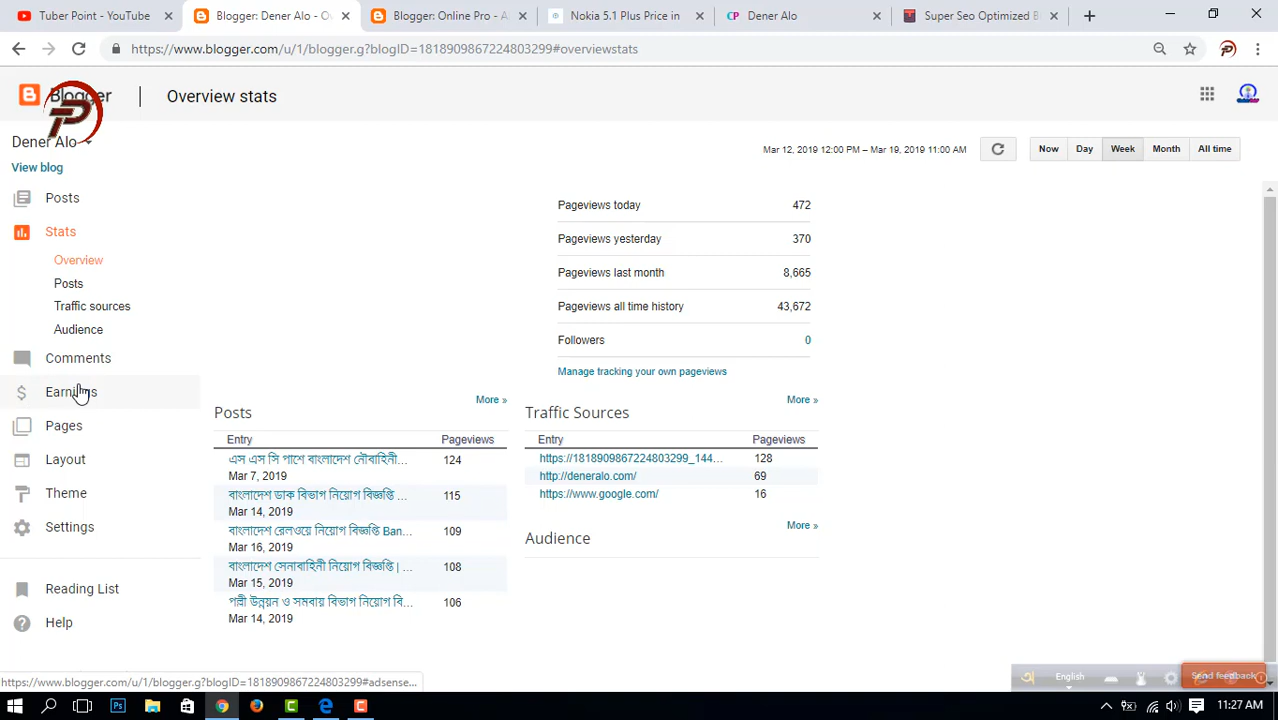 Tuber Point - YouTube
Blogger: Dener Alo - O
Blogger: Online Pro -
Nokia 5.1 Plus Price in
CP Dener Alo
Super Seo Optimized B
https://www.blogger.com/u/1/blogger.g?blogID=1818909867224803299#overviewstats
Blogger
Overview stats
Dener Alo
View blog
Mar 12, 2019 12:00 PM – Mar 19, 2019 11:00 AM
Now Day Week Month All time
Posts
Stats
Overview
Posts
Traffic sources
Audience
Comments
Earnings
Pages
Layout
Theme
Settings
Reading List
Help
Pageviews today 472
Pageviews yesterday 370
Pageviews last month 8,665
Pageviews all time history 43,672
Followers 0
Manage tracking your own pageviews
More »
Posts
Entry Pageviews
এস এস সি পাশে বাংলাদেশ নৌবাহিনী... 124
Mar 7, 2019
বাংলাদেশ ডাক বিভাগ নিয়োগ বিজ্ঞপ্তি ... 115
Mar 14, 2019
বাংলাদেশ রেলওয়ে নিয়োগ বিজ্ঞপ্তি Ban... 109
Mar 16, 2019
বাংলাদেশ সেনাবাহিনী নিয়োগ বিজ্ঞপ্তি | ... 108
Mar 15, 2019
পল্লী উন্নয়ন ও সমবায় বিভাগ নিয়োগ বি... 106
Mar 14, 2019
More »
Traffic Sources
Entry Pageviews
https://1818909867224803299_144... 128
http://deneralo.com/ 69
https://www.google.com/ 16
More »
Audience
https://www.blogger.com/u/1/blogger.g?blogID=1818909867224803299#adsense...
English
Send feedback
11:27 AM